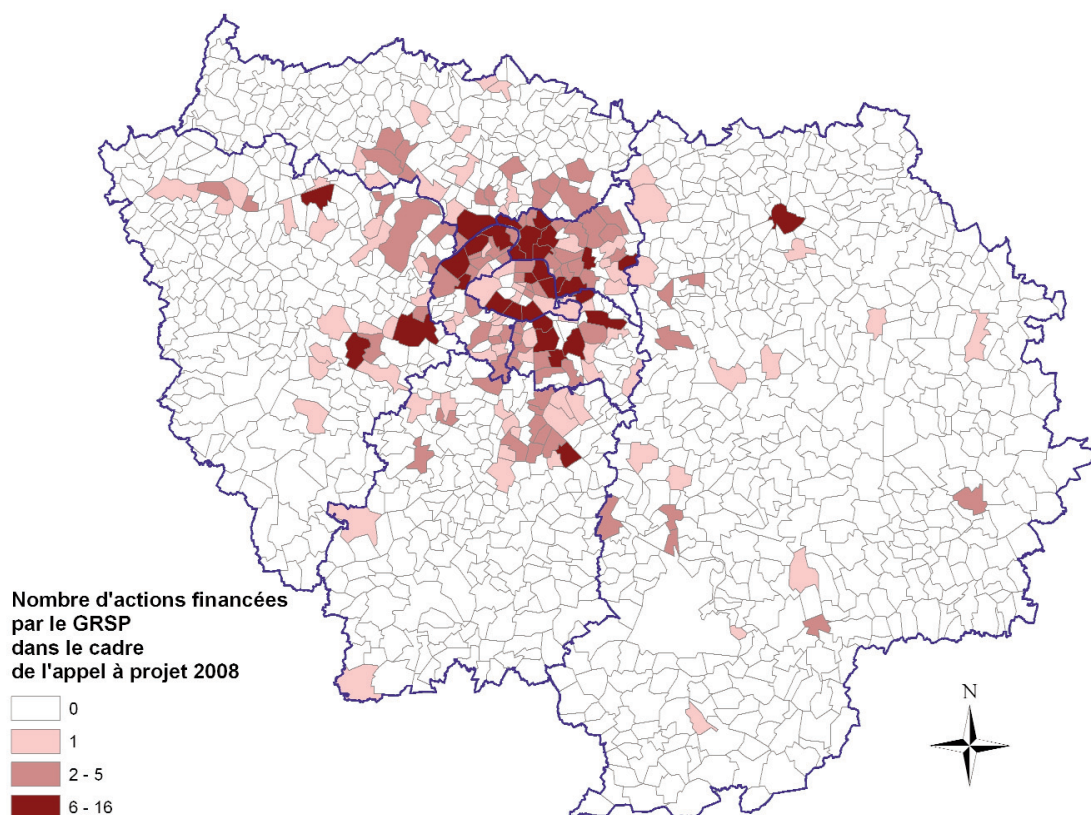 Nombre d'actions financées
par le GRSP
dans le cadre
de l'appel à projet 2008
0
1
2 - 5
6 - 16
N